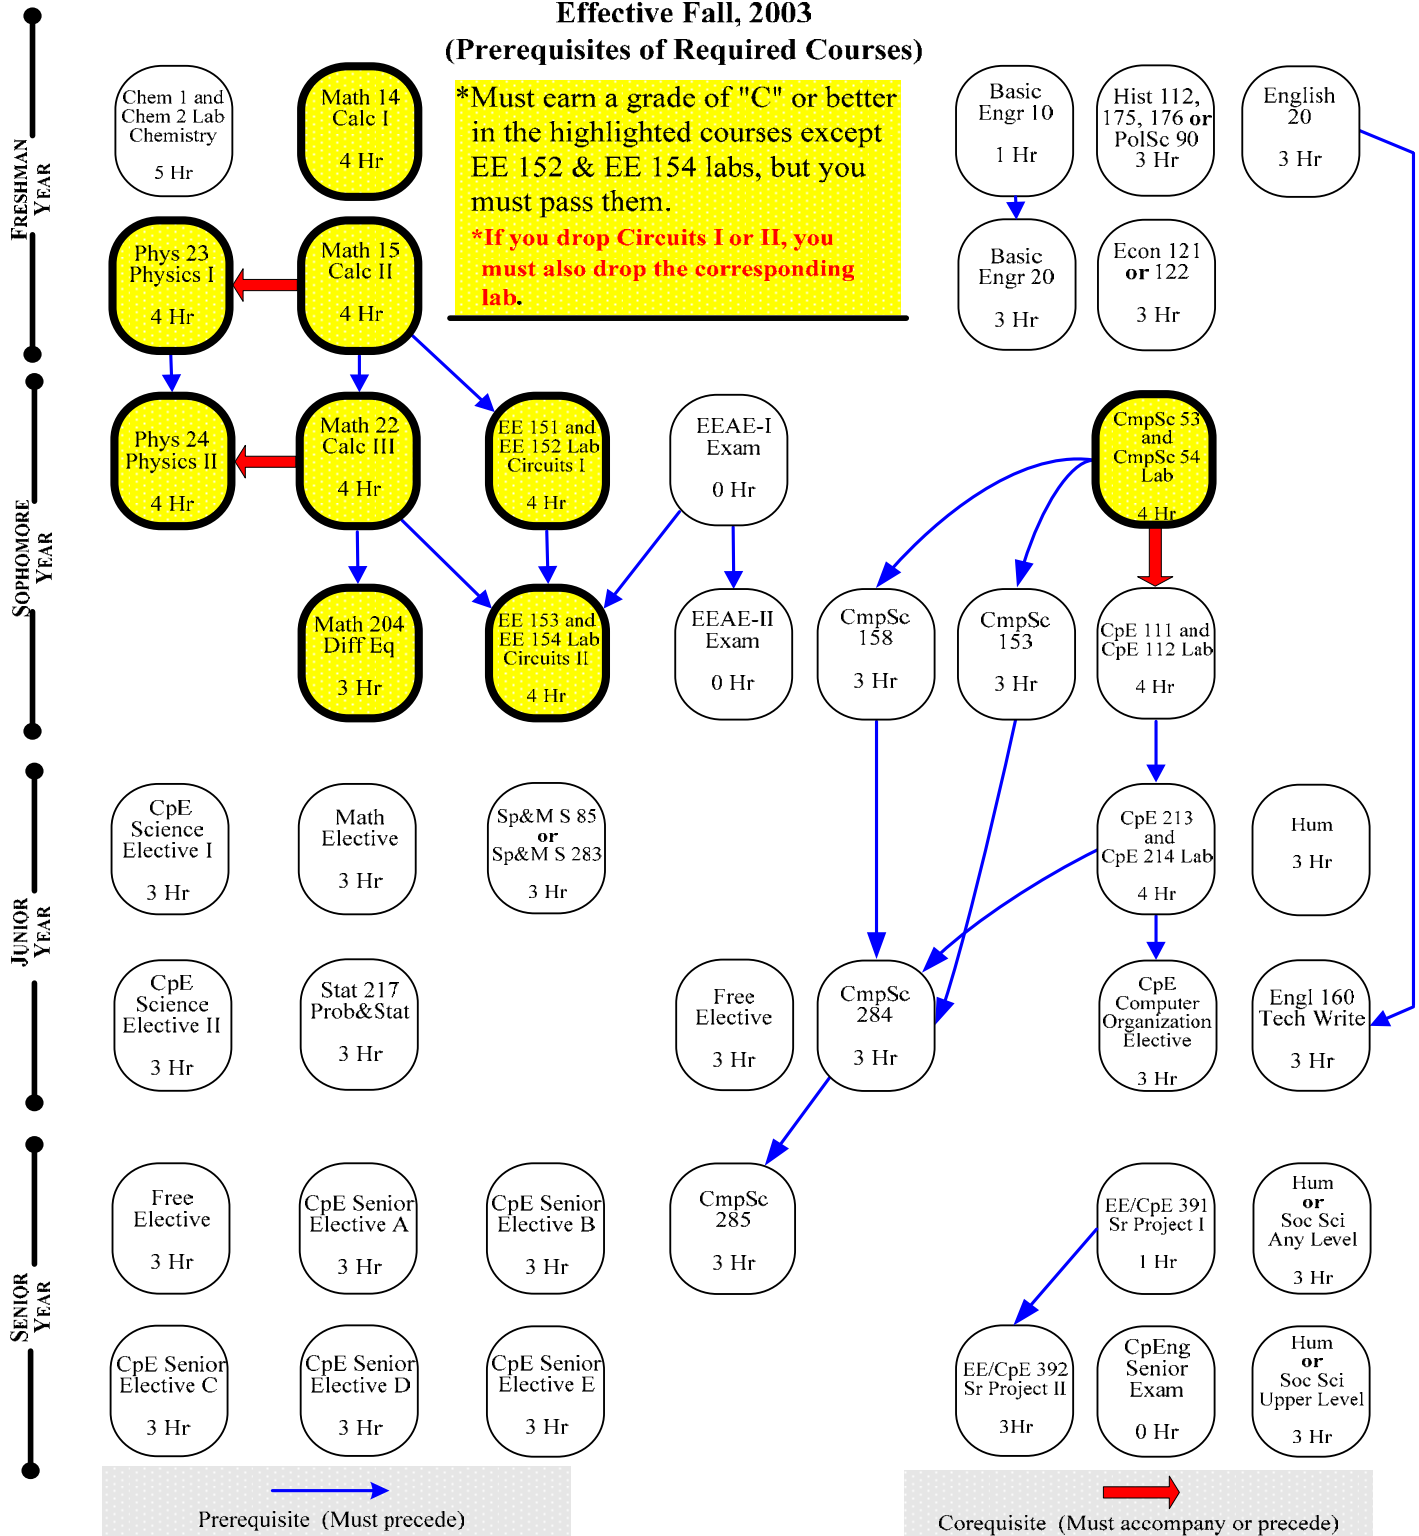 Effective Fall, 2003
(Prerequisites of Required Courses)
*Must earn a grade of "C" or better
in the highlighted courses except
EE 152 & EE 154 labs, but you
must pass them.
*If you drop Circuits I or II, you
must also drop the corresponding
lab.
FRESHMAN
YEAR
Chem 1 and
Chem 2 Lab
Chemistry
5 Hr
Math 14
Calc I
4 Hr
Basic
Engr 10
1 Hr
Hist 112,
175, 176 or
PolSc 90
3 Hr
English
20
3 Hr
Phys 23
Physics I
4 Hr
Math 15
Calc II
4 Hr
Basic
Engr 20
3 Hr
Econ 121
or 122
3 Hr
SOPHOMORE
YEAR
Phys 24
Physics II
4 Hr
Math 22
Calc III
4 Hr
EE 151 and
EE 152 Lab
Circuits I
4 Hr
EEAE-I
Exam
0 Hr
CmpSc 53
and
CmpSc 54
Lab
4 Hr
Math 204
Diff Eq
3 Hr
EE 153 and
EE 154 Lab
Circuits II
4 Hr
EEAE-II
Exam
0 Hr
CmpSc
158
3 Hr
CmpSc
153
3 Hr
CpE 111 and
CpE 112 Lab
4 Hr
JUNIOR
YEAR
CpE
Science
Elective I
3 Hr
Math
Elective
3 Hr
Sp&M S 85
or
Sp&M S 283
3 Hr
CpE 213
and
CpE 214 Lab
4 Hr
Hum
3 Hr
CpE
Science
Elective II
3 Hr
Stat 217
Prob&Stat
3 Hr
Free
Elective
3 Hr
CmpSc
284
3 Hr
CpE
Computer
Organization
Elective
3 Hr
Engl 160
Tech Write
3 Hr
SENIOR
YEAR
Free
Elective
3 Hr
CpE Senior
Elective A
3 Hr
CpE Senior
Elective B
3 Hr
CmpSc
285
3 Hr
EE/CpE 391
Sr Project I
1 Hr
Hum
or
Soc Sci
Any Level
3 Hr
CpE Senior
Elective C
3 Hr
CpE Senior
Elective D
3 Hr
CpE Senior
Elective E
3 Hr
EE/CpE 392
Sr Project II
3Hr
CpEng
Senior
Exam
0 Hr
Hum
or
Soc Sci
Upper Level
3 Hr
Prerequisite (Must precede)
Corequisite (Must accompany or precede)